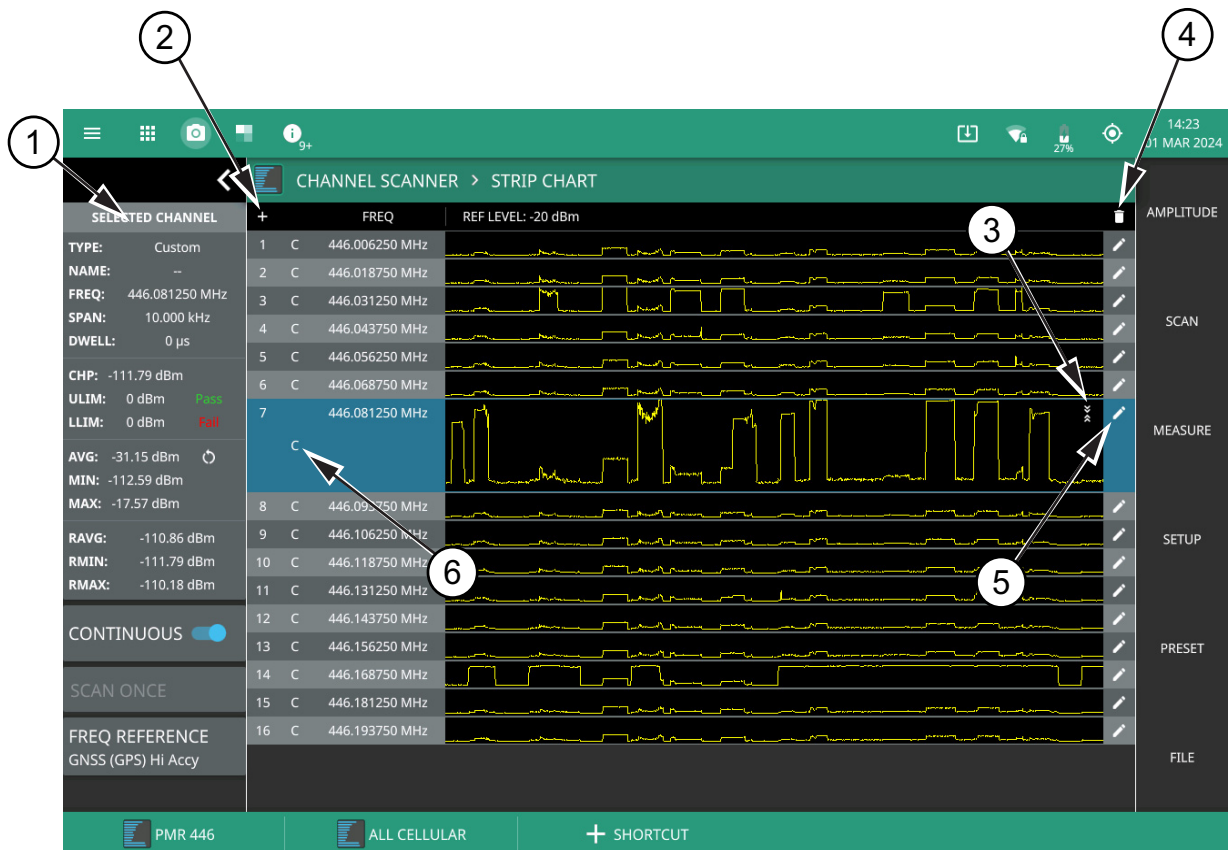 2
4
1
9+
27%
14:23
01 MAR 2024
CHANNEL SCANNER > STRIP CHART
SELECTED CHANNEL
TYPE: Custom
NAME: --
FREQ: 446.081250 MHz
SPAN: 10.000 kHz
DWELL: 0 µs
CHP: -111.79 dBm
ULIM: 0 dBm Pass
LLIM: 0 dBm Fail
AVG: -31.15 dBm
MIN: -112.59 dBm
MAX: -17.57 dBm
RAVG: -110.86 dBm
RMIN: -111.79 dBm
RMAX: -110.18 dBm
CONTINUOUS
SCAN ONCE
FREQ REFERENCE
GNSS (GPS) Hi Accy
+ FREQ REF LEVEL: -20 dBm
3
1 C 446.006250 MHz
2 C 446.018750 MHz
3 C 446.031250 MHz
4 C 446.043750 MHz
5 C 446.056250 MHz
6 C 446.068750 MHz
7 446.081250 MHz
C
8 C 446.093750 MHz
9 C 446.106250 MHz
10 C 446.118750 MHz
6
5
11 C 446.131250 MHz
12 C 446.143750 MHz
13 C 446.156250 MHz
14 C 446.168750 MHz
15 C 446.181250 MHz
16 C 446.193750 MHz
AMPLITUDE
SCAN
MEASURE
SETUP
PRESET
FILE
PMR 446
ALL CELLULAR
+ SHORTCUT